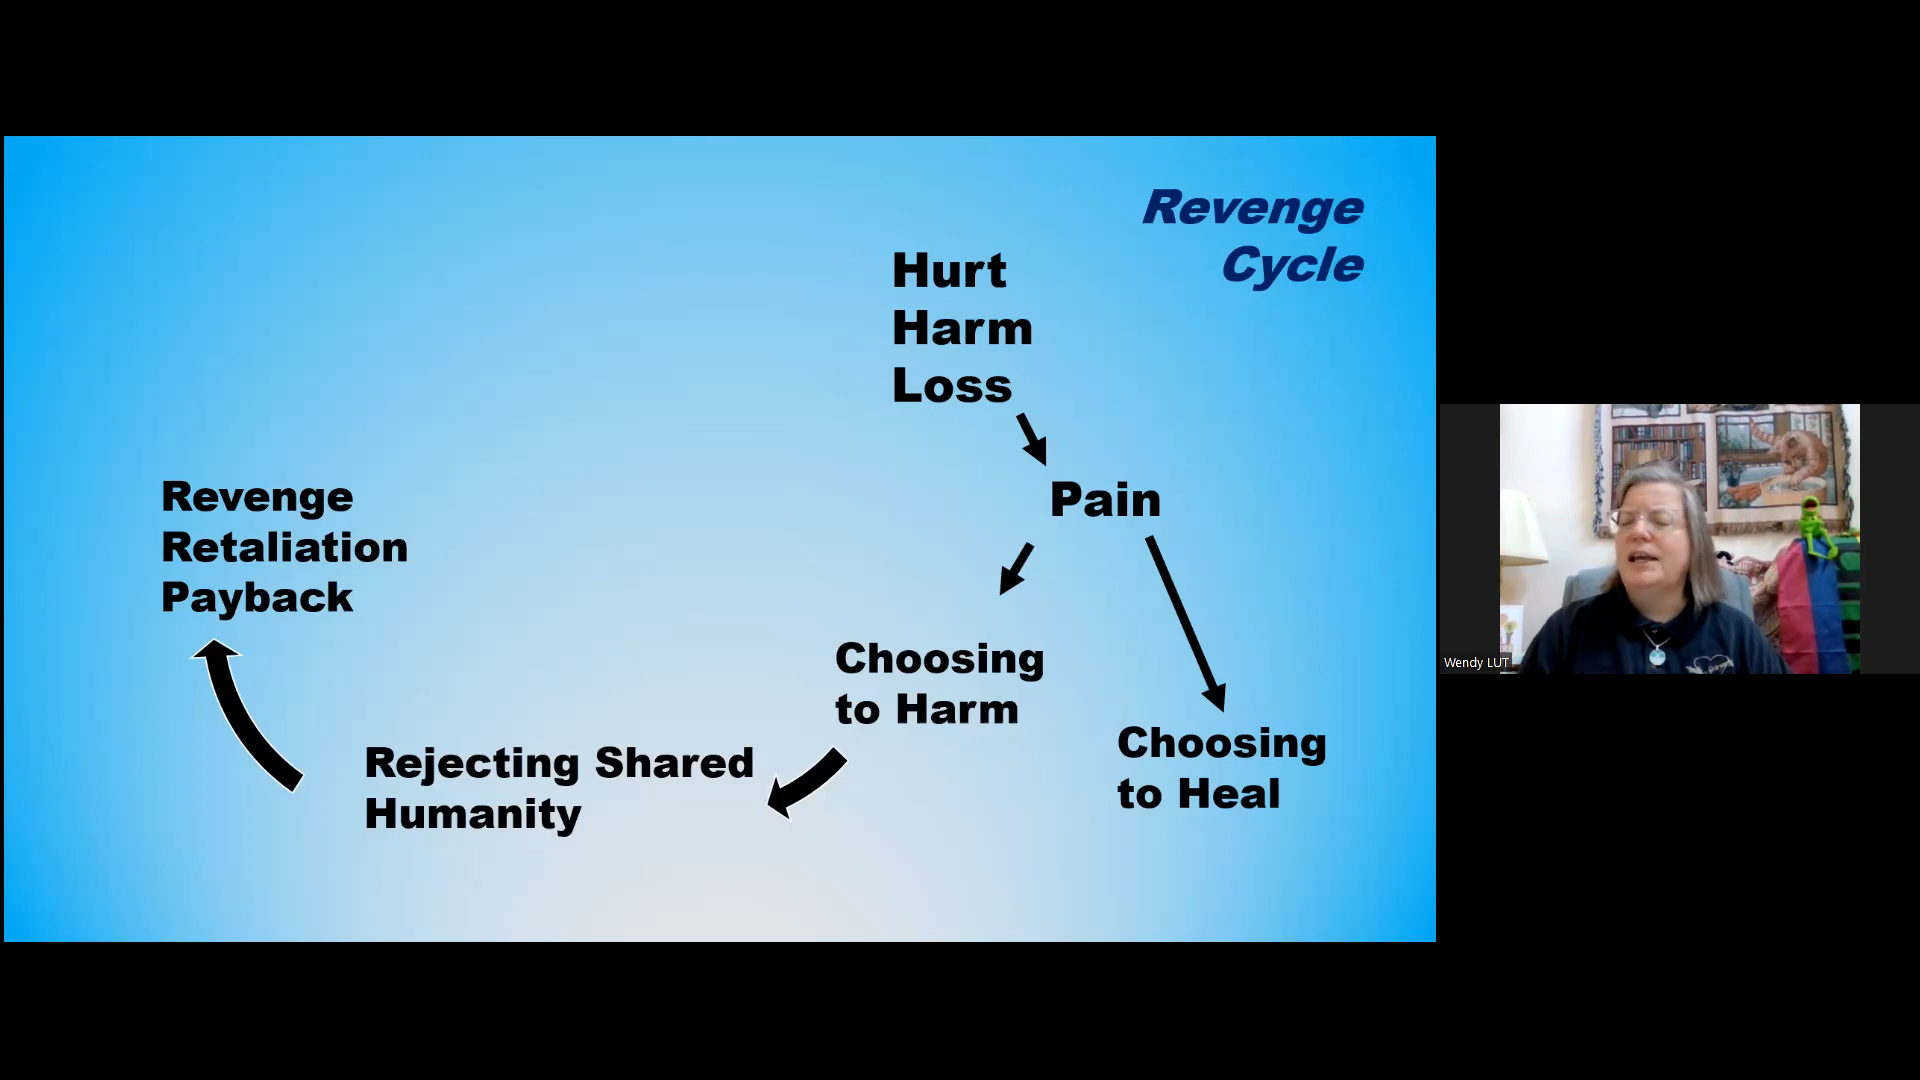 Revenge
Cycle
Hurt
Harm
Loss
Pain
Revenge
Retaliation
Payback
Choosing
to Harm
Rejecting Shared
Humanity
Choosing
to Heal
Wendy LUT